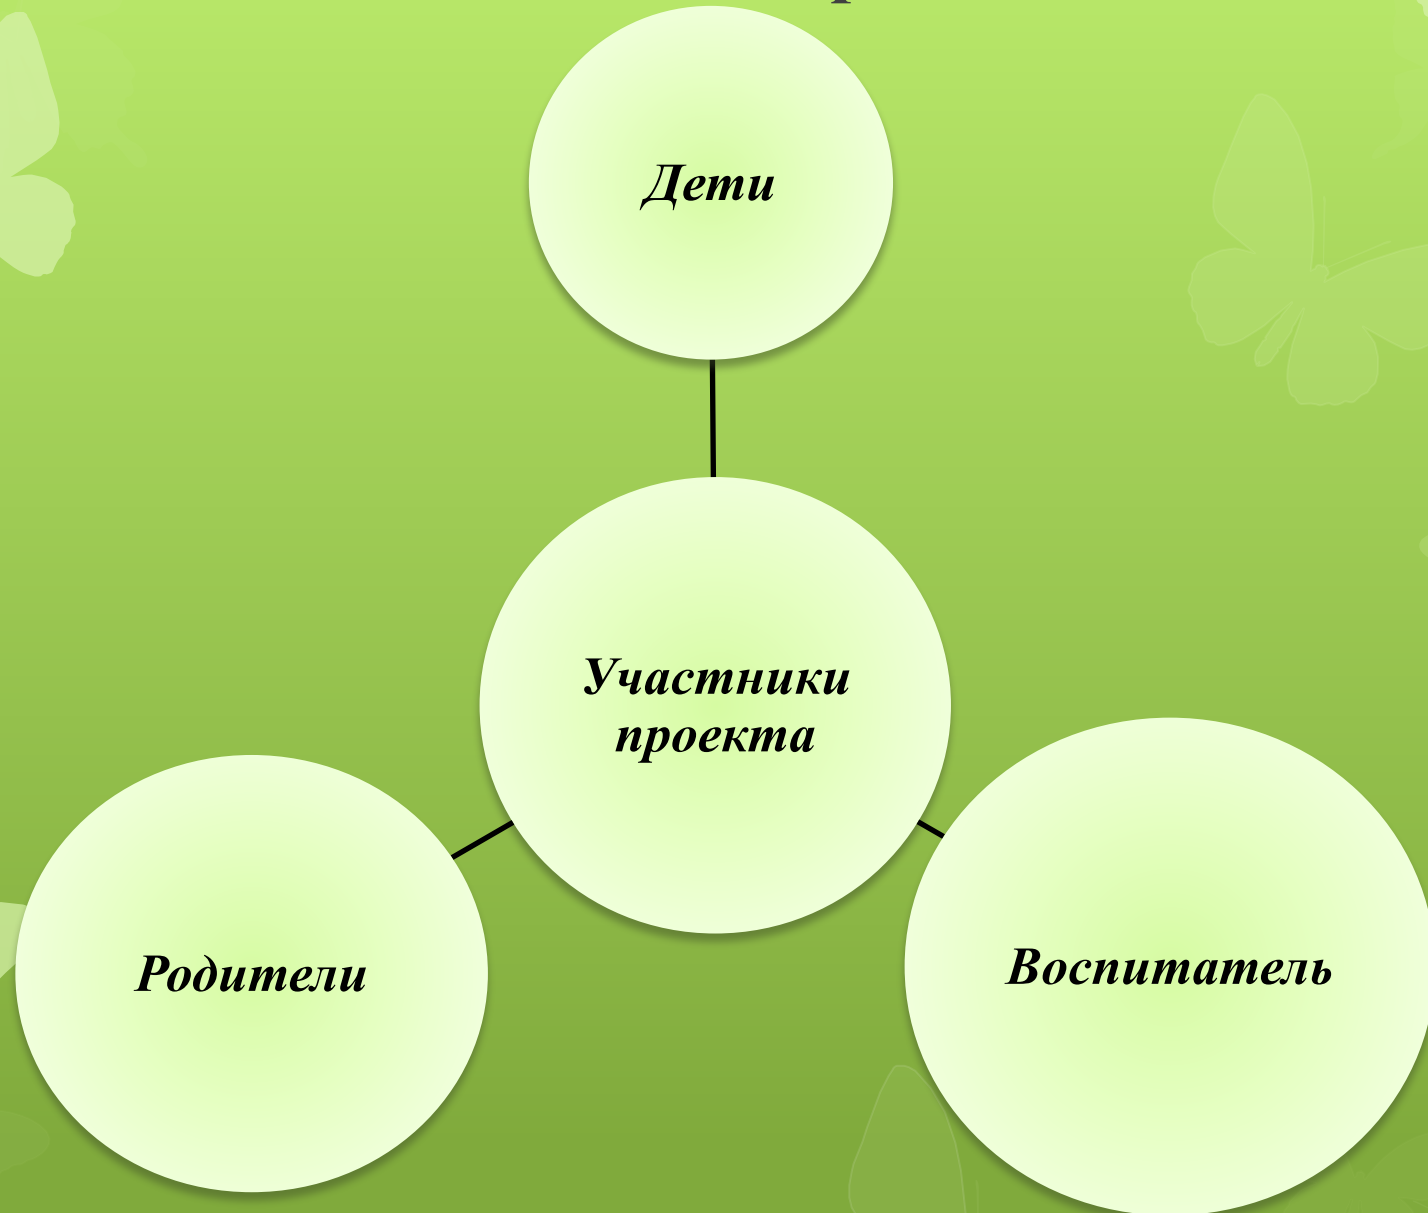 Дети
Участники
проекта
Родители
Воспитатель